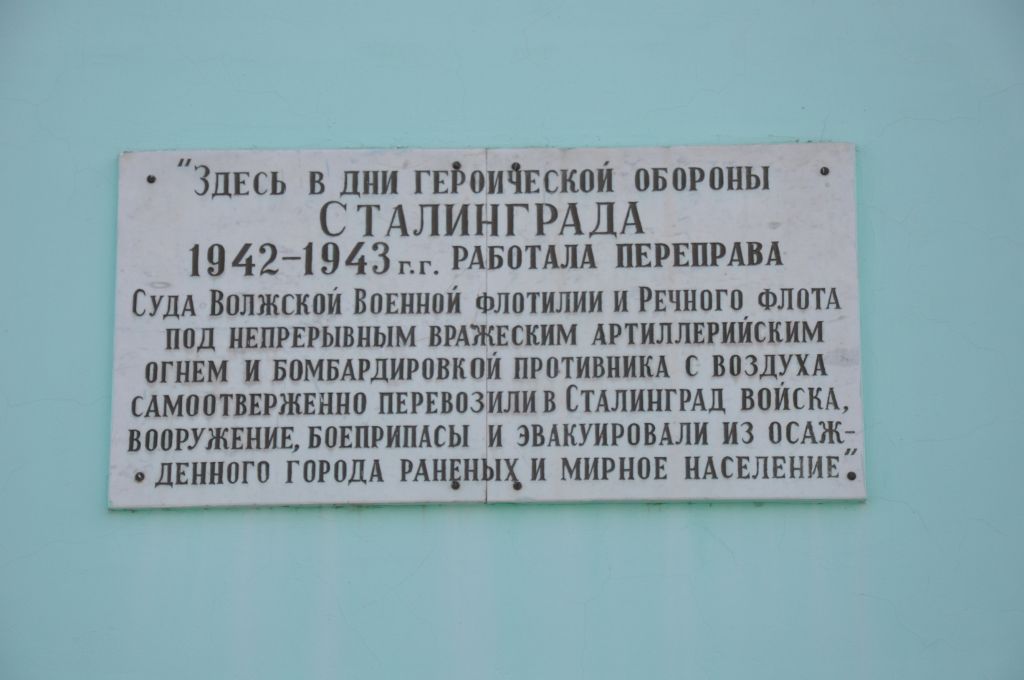 "Здесь в дни героической обороны
Сталинграда
1942-1943 г.г. работала переправа
Суда Волжской Военной флотилии и Речного флота
под непрерывным вражеским артиллерийским
огнем и бомбардировкой противника с воздуха
самоотверженно перевозили в Сталинград войска,
вооружение, боеприпасы и эвакуировали из осаж-
денного города раненых и мирное население"